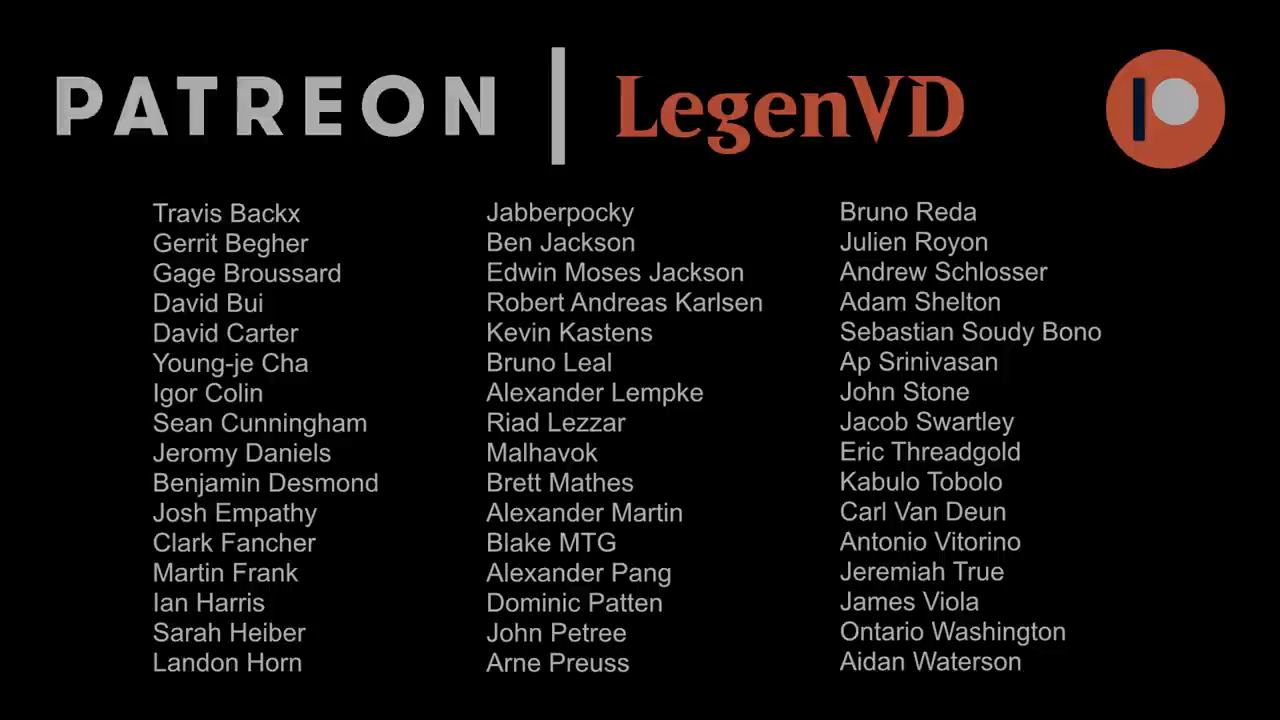 PATREON | LegenVD
Travis Backx
Gerrit Begher
Gage Broussard
David Bui
David Carter
Young-je Cha
Igor Colin
Sean Cunningham
Jeromy Daniels
Benjamin Desmond
Josh Empathy
Clark Fancher
Martin Frank
Ian Harris
Sarah Heiber
Landon Horn
Jabberpocky
Ben Jackson
Edwin Moses Jackson
Robert Andreas Karlsen
Kevin Kastens
Bruno Leal
Alexander Lempke
Riad Lezzar
Malhavok
Brett Mathes
Alexander Martin
Blake MTG
Alexander Pang
Dominic Patten
John Petree
Arne Preuss
Bruno Reda
Julien Royon
Andrew Schlosser
Adam Shelton
Sebastian Soudy Bono
Ap Srinivasan
John Stone
Jacob Swartley
Eric Threadgold
Kabulo Tobolo
Carl Van Deun
Antonio Vitorino
Jeremiah True
James Viola
Ontario Washington
Aidan Waterson